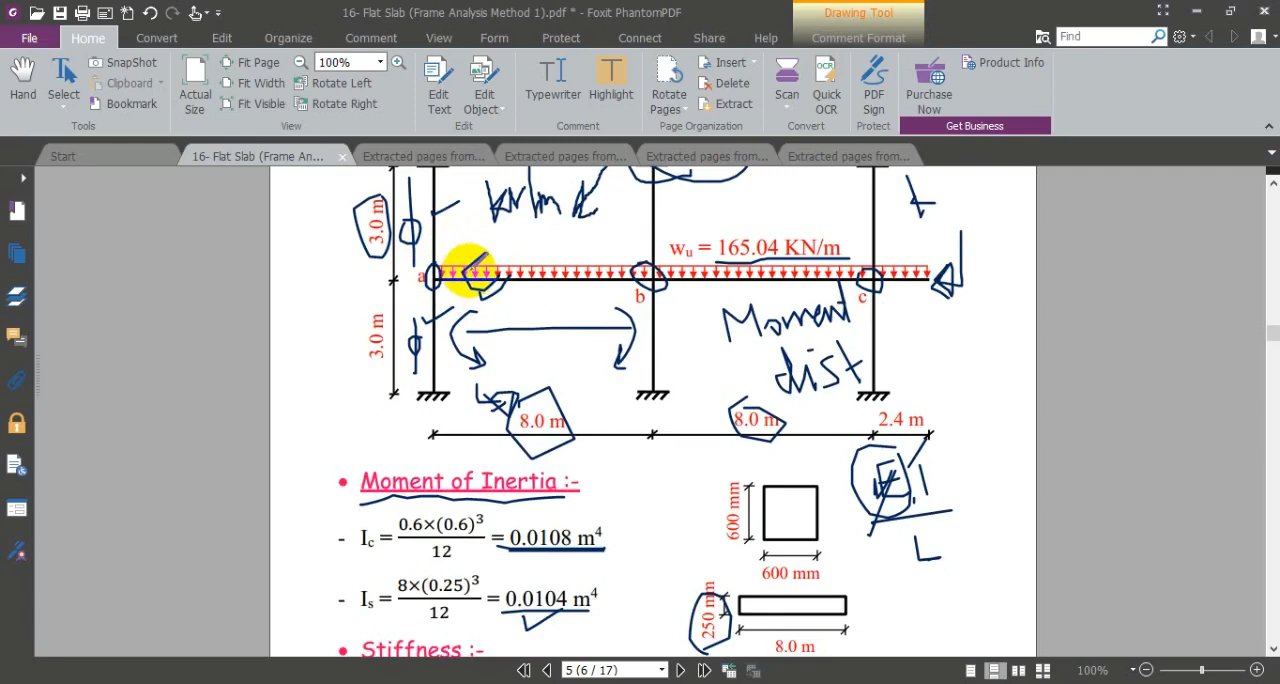 16- Flat Slab (Frame Analysis Method 1).pdf * - Foxit PhantomPDF
Drawing Tool
File Home Convert Edit Organize Comment View Form Protect Connect Share Help Comment Format Find
SnapShot
Clipboard
Bookmark
Hand Select
Tools
Actual Size
Fit Page
Fit Width
Fit Visible
100%
Rotate Left
Rotate Right
View
Edit Text
Edit Object
Edit
Typewriter Highlight
Comment
Rotate Pages
Insert
Delete
Extract
Page Organization
Scan
Quick OCR
Convert
PDF Sign
Protect
Purchase Now
Product Info
Get Business
Start 16- Flat Slab (Frame An... Extracted pages from... Extracted pages from... Extracted pages from... Extracted pages from...
3.0 m
wu = 165.04 KN/m
a
b
c
Moment
dist
3.0 m
8.0 m
8.0 m
2.4 m
• Moment of Inertia :-
- Ic = 0.6×(0.6)³ / 12 = 0.0108 m⁴
600 mm
600 mm
L
- Is = 8×(0.25)³ / 12 = 0.0104 m⁴
250 mm
8.0 m
• Stiffness :-
5 (6 / 17)
100%